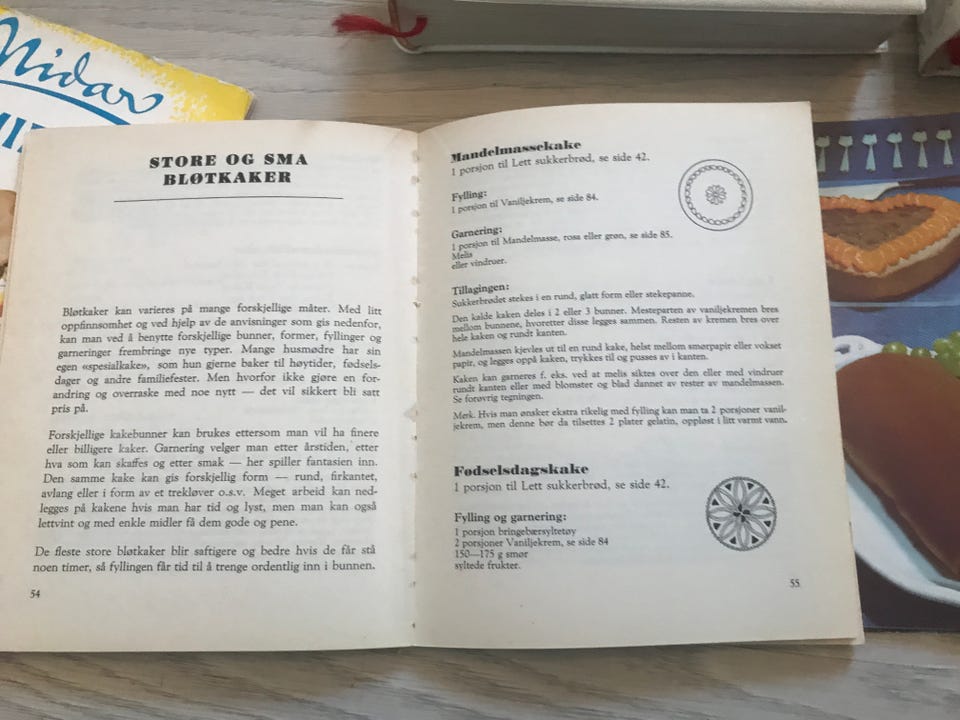 Nidar
STORE OG SMA
BLØTKAKER
Bløtkaker kan varieres på mange forskjellige måter. Med litt
oppfinnsomhet og ved hjelp av de anvisninger som gis nedenfor,
kan man ved å benytte forskjellige bunner, former, fyllinger og
garneringer frembringe nye typer. Mange husmødre har sin
egen «spesialkake», som hun gjerne baker til høytider, fødsels-
dager og andre familiefester. Men hvorfor ikke gjøre en for-
andring og overraske med noe nytt — det vil sikkert bli satt
pris på.
Forskjellige kakebunner kan brukes ettersom man vil ha finere
eller billigere kaker. Garnering velger man etter årstiden, etter
hva som kan skaffes og etter smak — her spiller fantasien inn.
Den samme kake kan gis forskjellig form — rund, firkantet,
avlang eller i form av et trekløver o.s.v. Meget arbeid kan ned-
legges på kakene hvis man har tid og lyst, men man kan også
lettvint og med enkle midler få dem gode og pene.
De fleste store bløtkaker blir saftigere og bedre hvis de får stå
noen timer, så fyllingen får tid til å trenge ordentlig inn i bunnen.
54
Mandelmassekake
1 porsjon til Lett sukkerbrød, se side 42.
Fylling:
1 porsjon til Vaniljekrem, se side 84.
Garnering:
1 porsjon til Mandelmasse, rosa eller grøn, se side 85.
Melis
eller vindruer.
Tillagingen:
Sukkerbrødet stekes i en rund, glatt form eller stekepanne.
Den kalde kaken deles i 2 eller 3 bunner. Mesteparten av vaniljekremen bres
mellom bunnene, hvoretter disse legges sammen. Resten av kremen bres over
hele kaken og rundt kanten.
Mandelmassen kjevles ut til en rund kake, helst mellom smørpapir eller vokset
papir, og legges oppå kaken, trykkes til og pusses av i kanten.
Kaken kan garneres f. eks. ved at melis siktes over den eller med vindruer
rundt kanten eller med blomster og blad dannet av rester av mandelmassen.
Se forøvrig tegningen.
Merk. Hvis man ønsker ekstra rikelig med fylling kan man ta 2 porsjoner vanil-
jekrem, men denne bør da tilsettes 2 plater gelatin, oppløst i litt varmt vann.
Fødselsdagskake
1 porsjon til Lett sukkerbrød, se side 42.
Fylling og garnering:
1 porsjon bringebærsyltetøy
2 porsjoner Vaniljekrem, se side 84
150—175 g smør
syltede frukter.
55